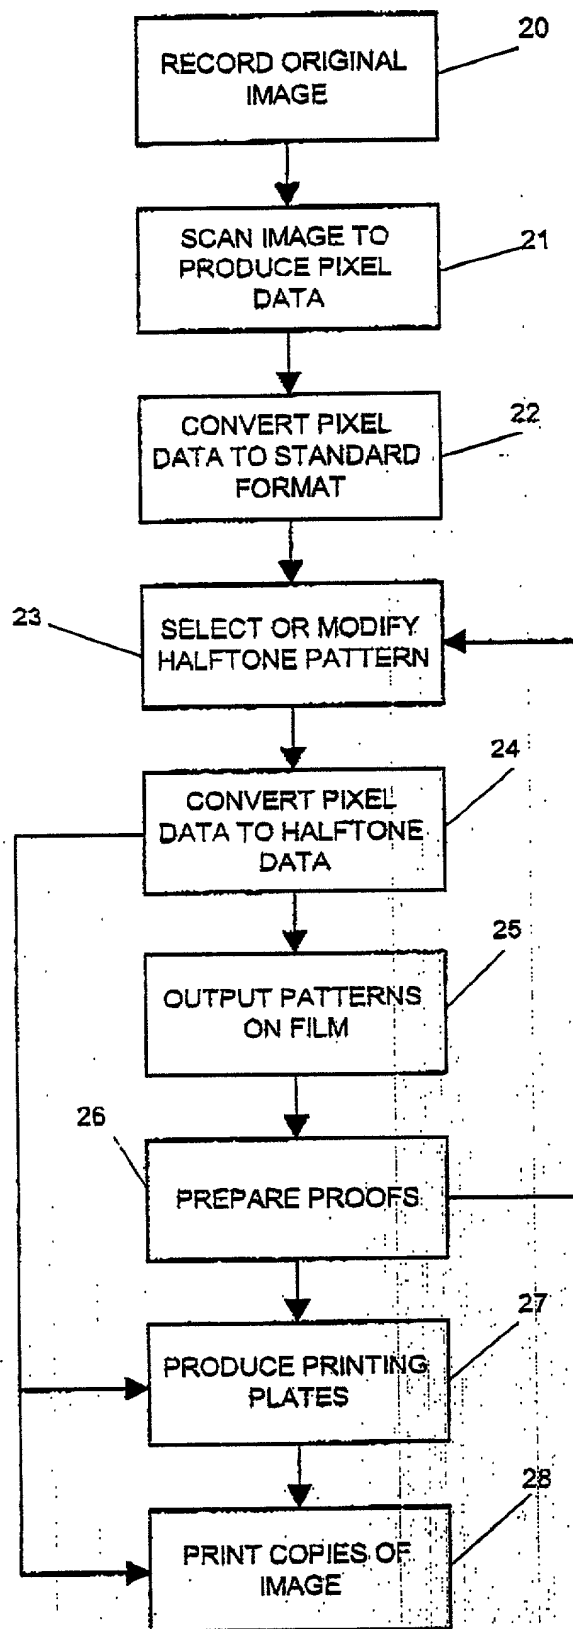 20
RECORD ORIGINAL
IMAGE
21
SCAN IMAGE TO
PRODUCE PIXEL
DATA
22
CONVERT PIXEL
DATA TO STANDARD
FORMAT
23
SELECT OR MODIFY
HALFTONE PATTERN
24
CONVERT PIXEL
DATA TO HALFTONE
DATA
25
OUTPUT PATTERNS
ON FILM
26
PREPARE PROOFS
27
PRODUCE PRINTING
PLATES
28
PRINT COPIES OF
IMAGE